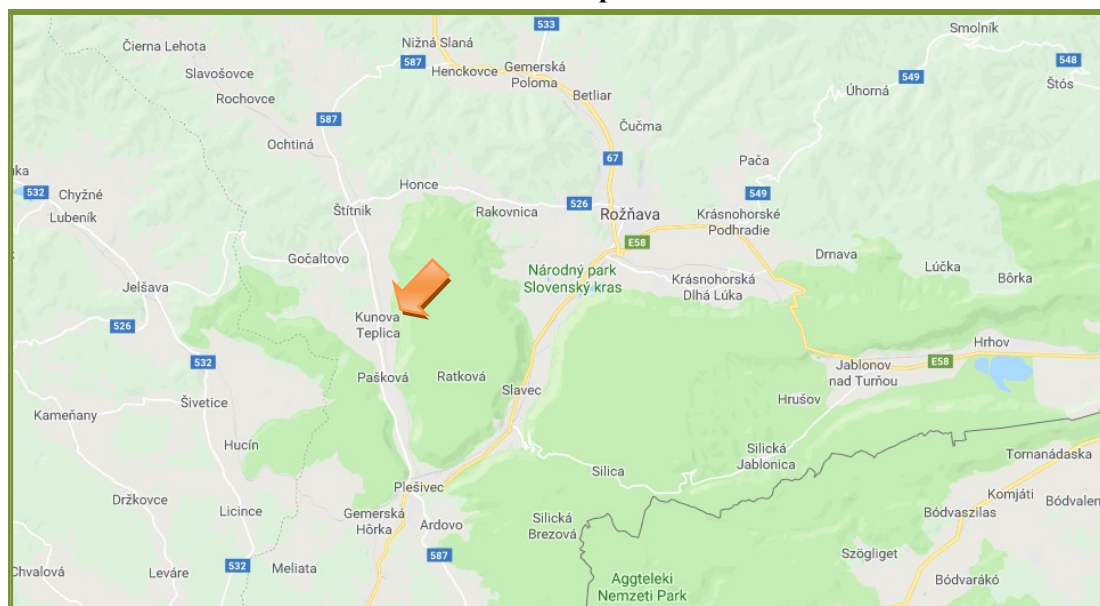 533
Smolník
Čierna Lehota
Nižná Slaná
587
Henckovce
Gemerská
Poloma
548
Slavošovce
549
Štós
Rochovce
Betliar
Úhorná
587
Čučma
Ochtiná
67
Pača
532
Chyžné
Honce
549
Lubeník
Štítnik
Rakovnica
526
Rožňava
Krásnohorské
Podhradie
E58
Gočaltovo
Drnava
Národný park
Slovenský kras
Krásnohorská
Dlhá Lúka
Lúčka
Bôrka
Jelšava
Kunova
Teplica
526
532
Hrhov
Jablonov
nad Turňou
E58
Pašková
Ratková
Slavec
Hrušov
Šivetice
Kameňany
Hucín
Silická
Jablonica
Tornanádaska
Silica
Plešivec
Držkovce
Komjáti
Licince
Gemerská
Hôrka
Ardovo
Silická
Brezová
Bódvaszilas
Bódvalen
587
Szögliget
532
Chvalová
Leváre
Meliata
Aggteleki
Nemzeti Park
Bódvarákó